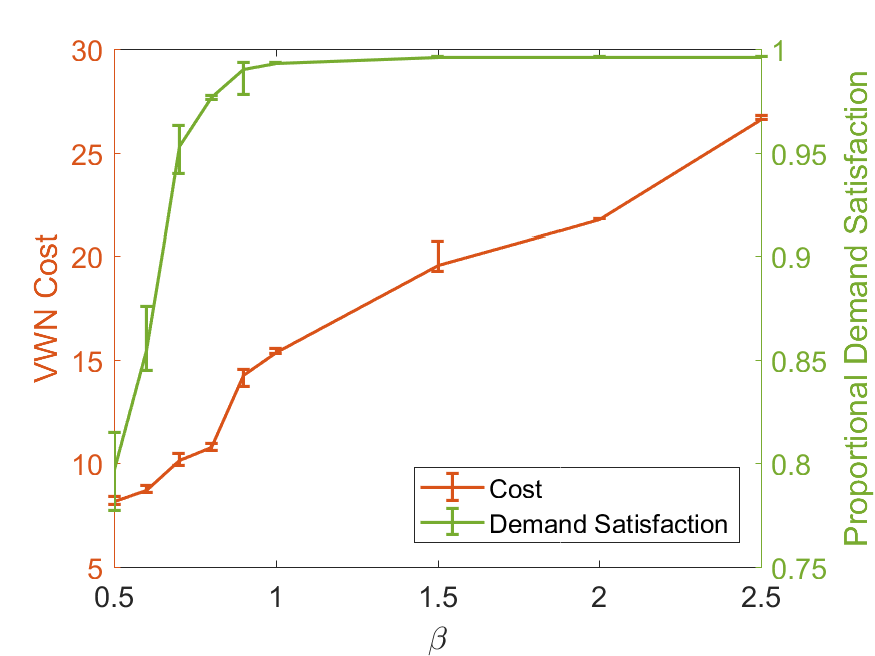 30
25
20
15
10
5
VWN Cost
1
0.95
0.9
0.85
0.8
0.75
Proportional Demand Satisfaction
Cost
Demand Satisfaction
0.5 1 1.5 2 2.5
β